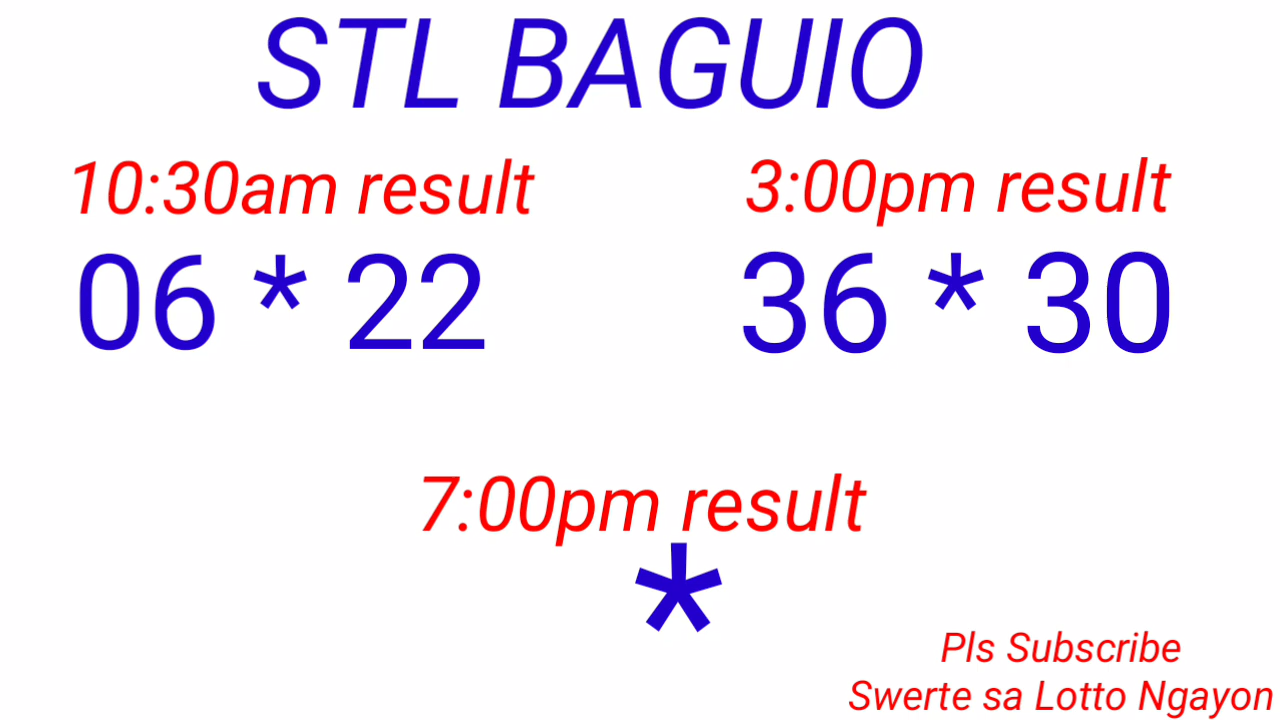 STL BAGUIO
10:30am result
06 * 22
3:00pm result
36 * 30
7:00pm result
*
Pls Subscribe
Swerte sa Lotto Ngayon